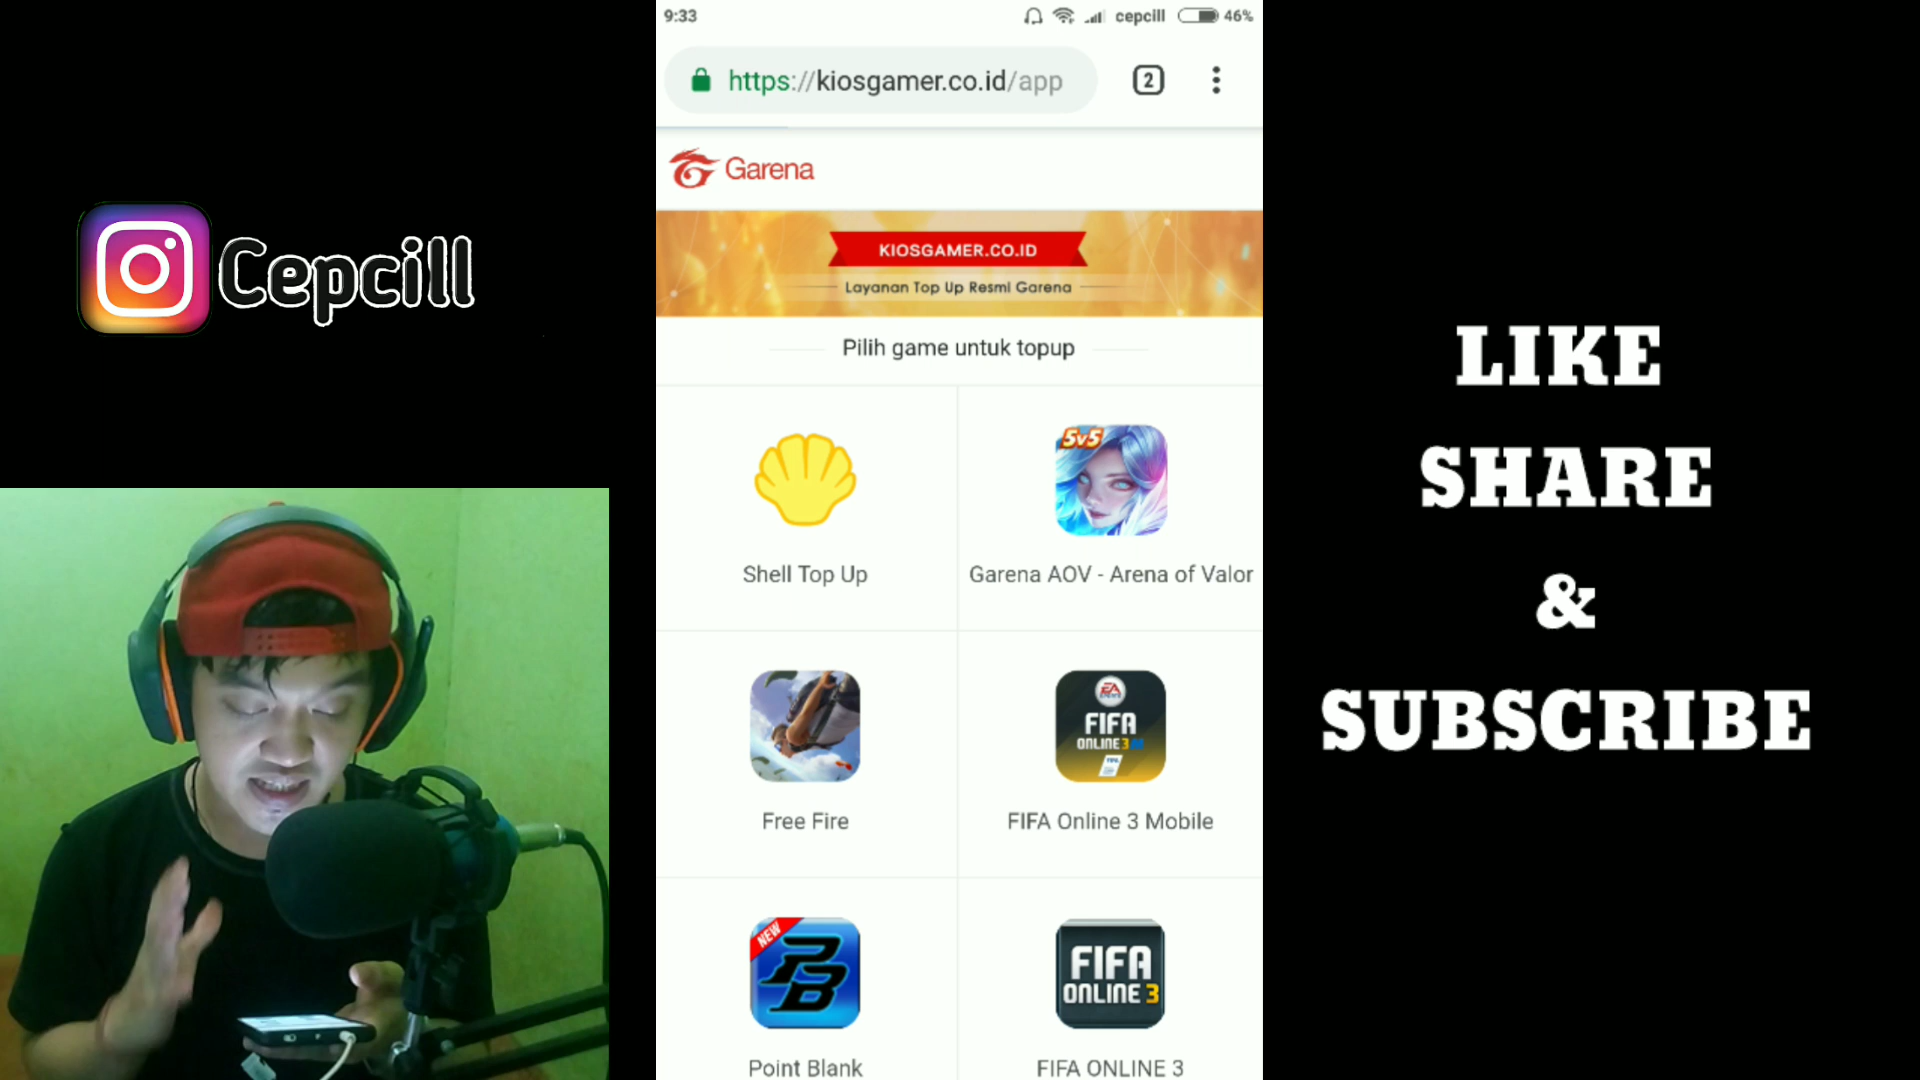 Cepcill
9:33
cepcill
46%
https://kiosgamer.co.id/app
2
Garena
KIOSGAMER.CO.ID
Layanan Top Up Resmi Garena
Pilih game untuk topup
5v5
Shell Top Up
Garena AOV - Arena of Valor
EA
FIFA
ONLINE 3 M
Free Fire
FIFA Online 3 Mobile
NEW
PB
FIFA
ONLINE 3
Point Blank
FIFA ONLINE 3
LIKE
SHARE
&
SUBSCRIBE